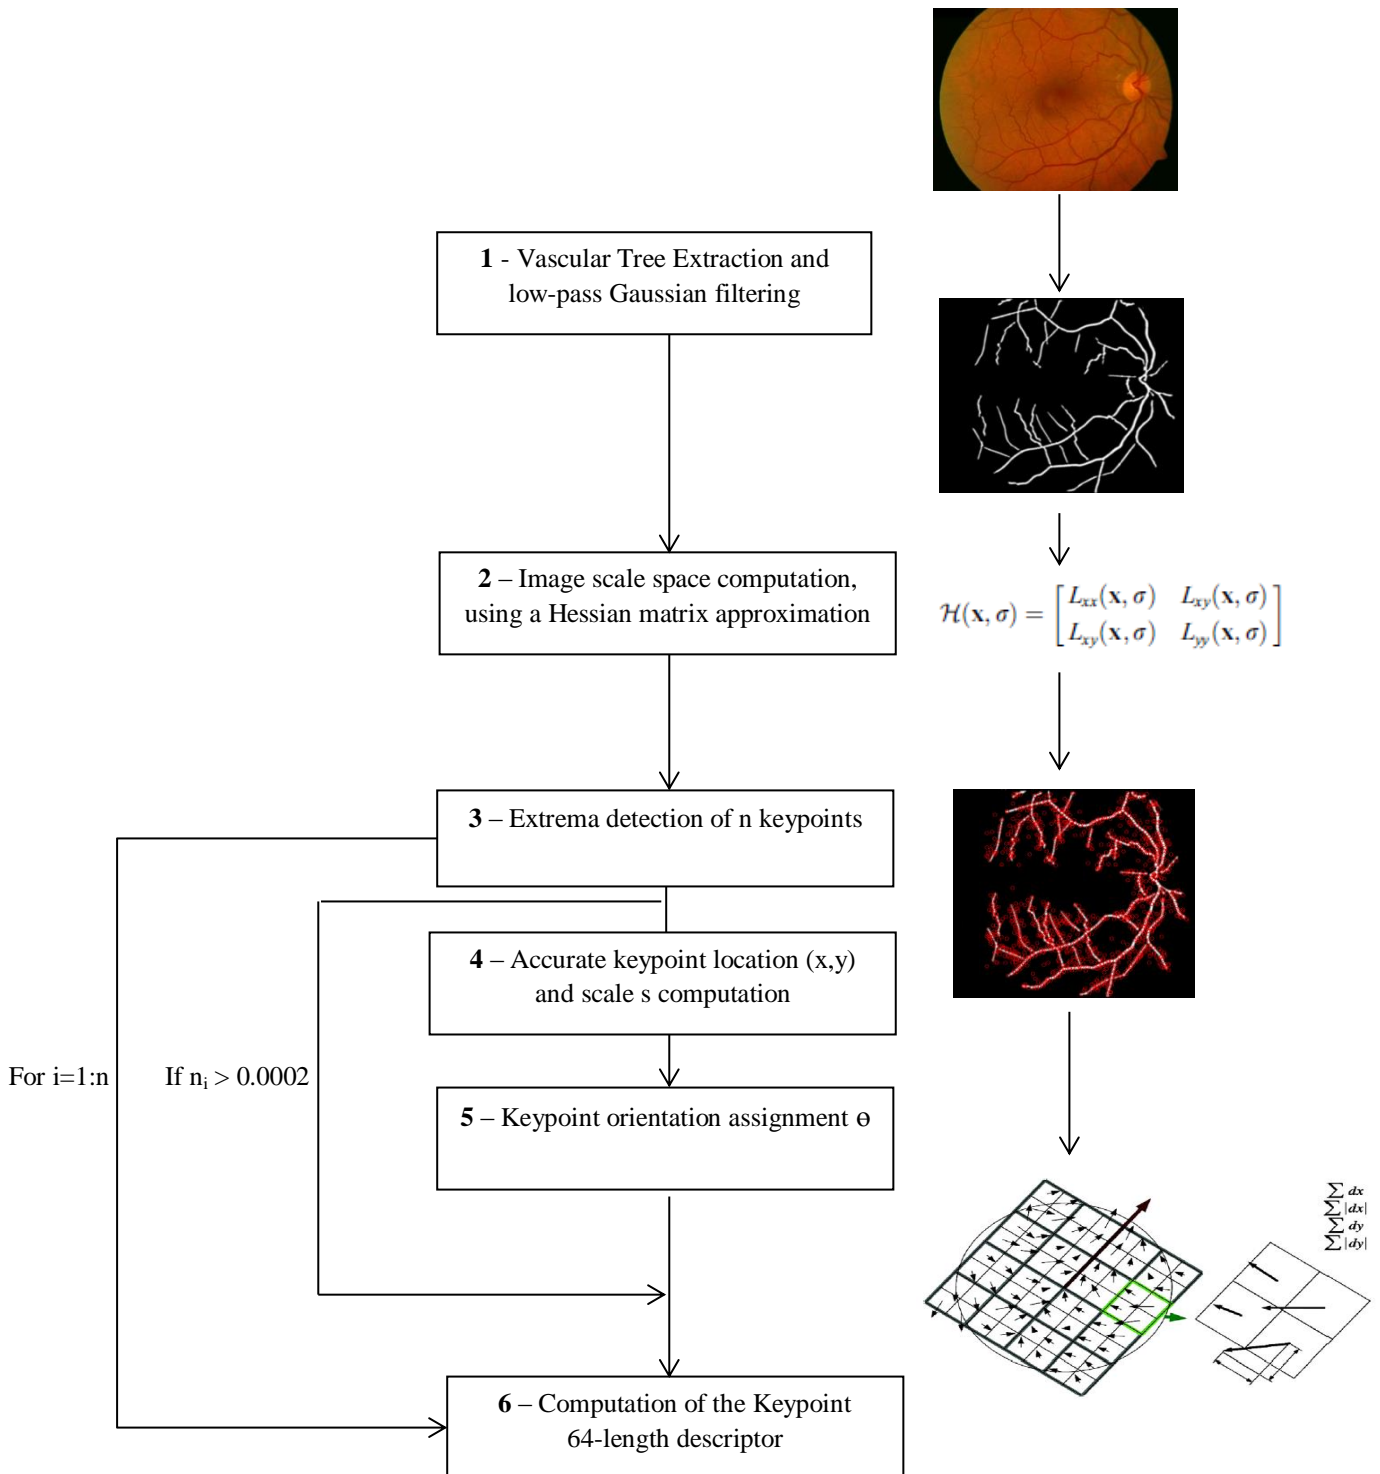 1 - Vascular Tree Extraction and
low-pass Gaussian filtering
2 – Image scale space computation,
using a Hessian matrix approximation
H(x, σ) = [ L_xx(x, σ) L_xy(x, σ)
L_xy(x, σ) L_yy(x, σ) ]
3 – Extrema detection of n keypoints
4 – Accurate keypoint location (x,y)
and scale s computation
For i=1:n
If n_i > 0.0002
5 – Keypoint orientation assignment ɵ
∑ dx
∑ |dx|
∑ dy
∑ |dy|
6 – Computation of the Keypoint
64-length descriptor